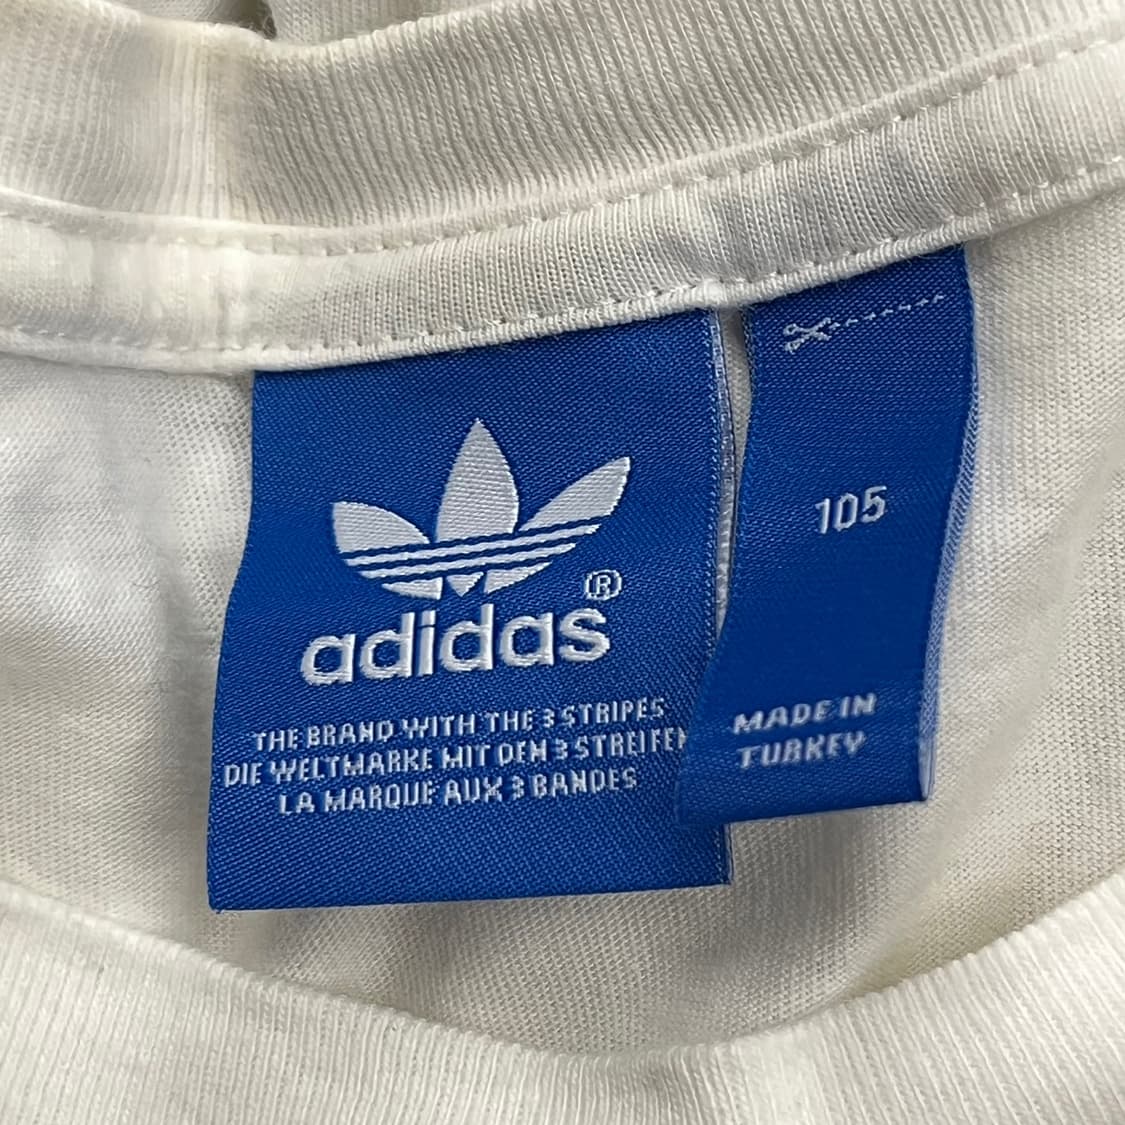 adidas®
THE BRAND WITH THE 3 STRIPES
DIE WELTMARKE MIT DEN 3 STREIFEN
LA MARQUE AUX 3 BANDES
105
MADE IN
TURKEY